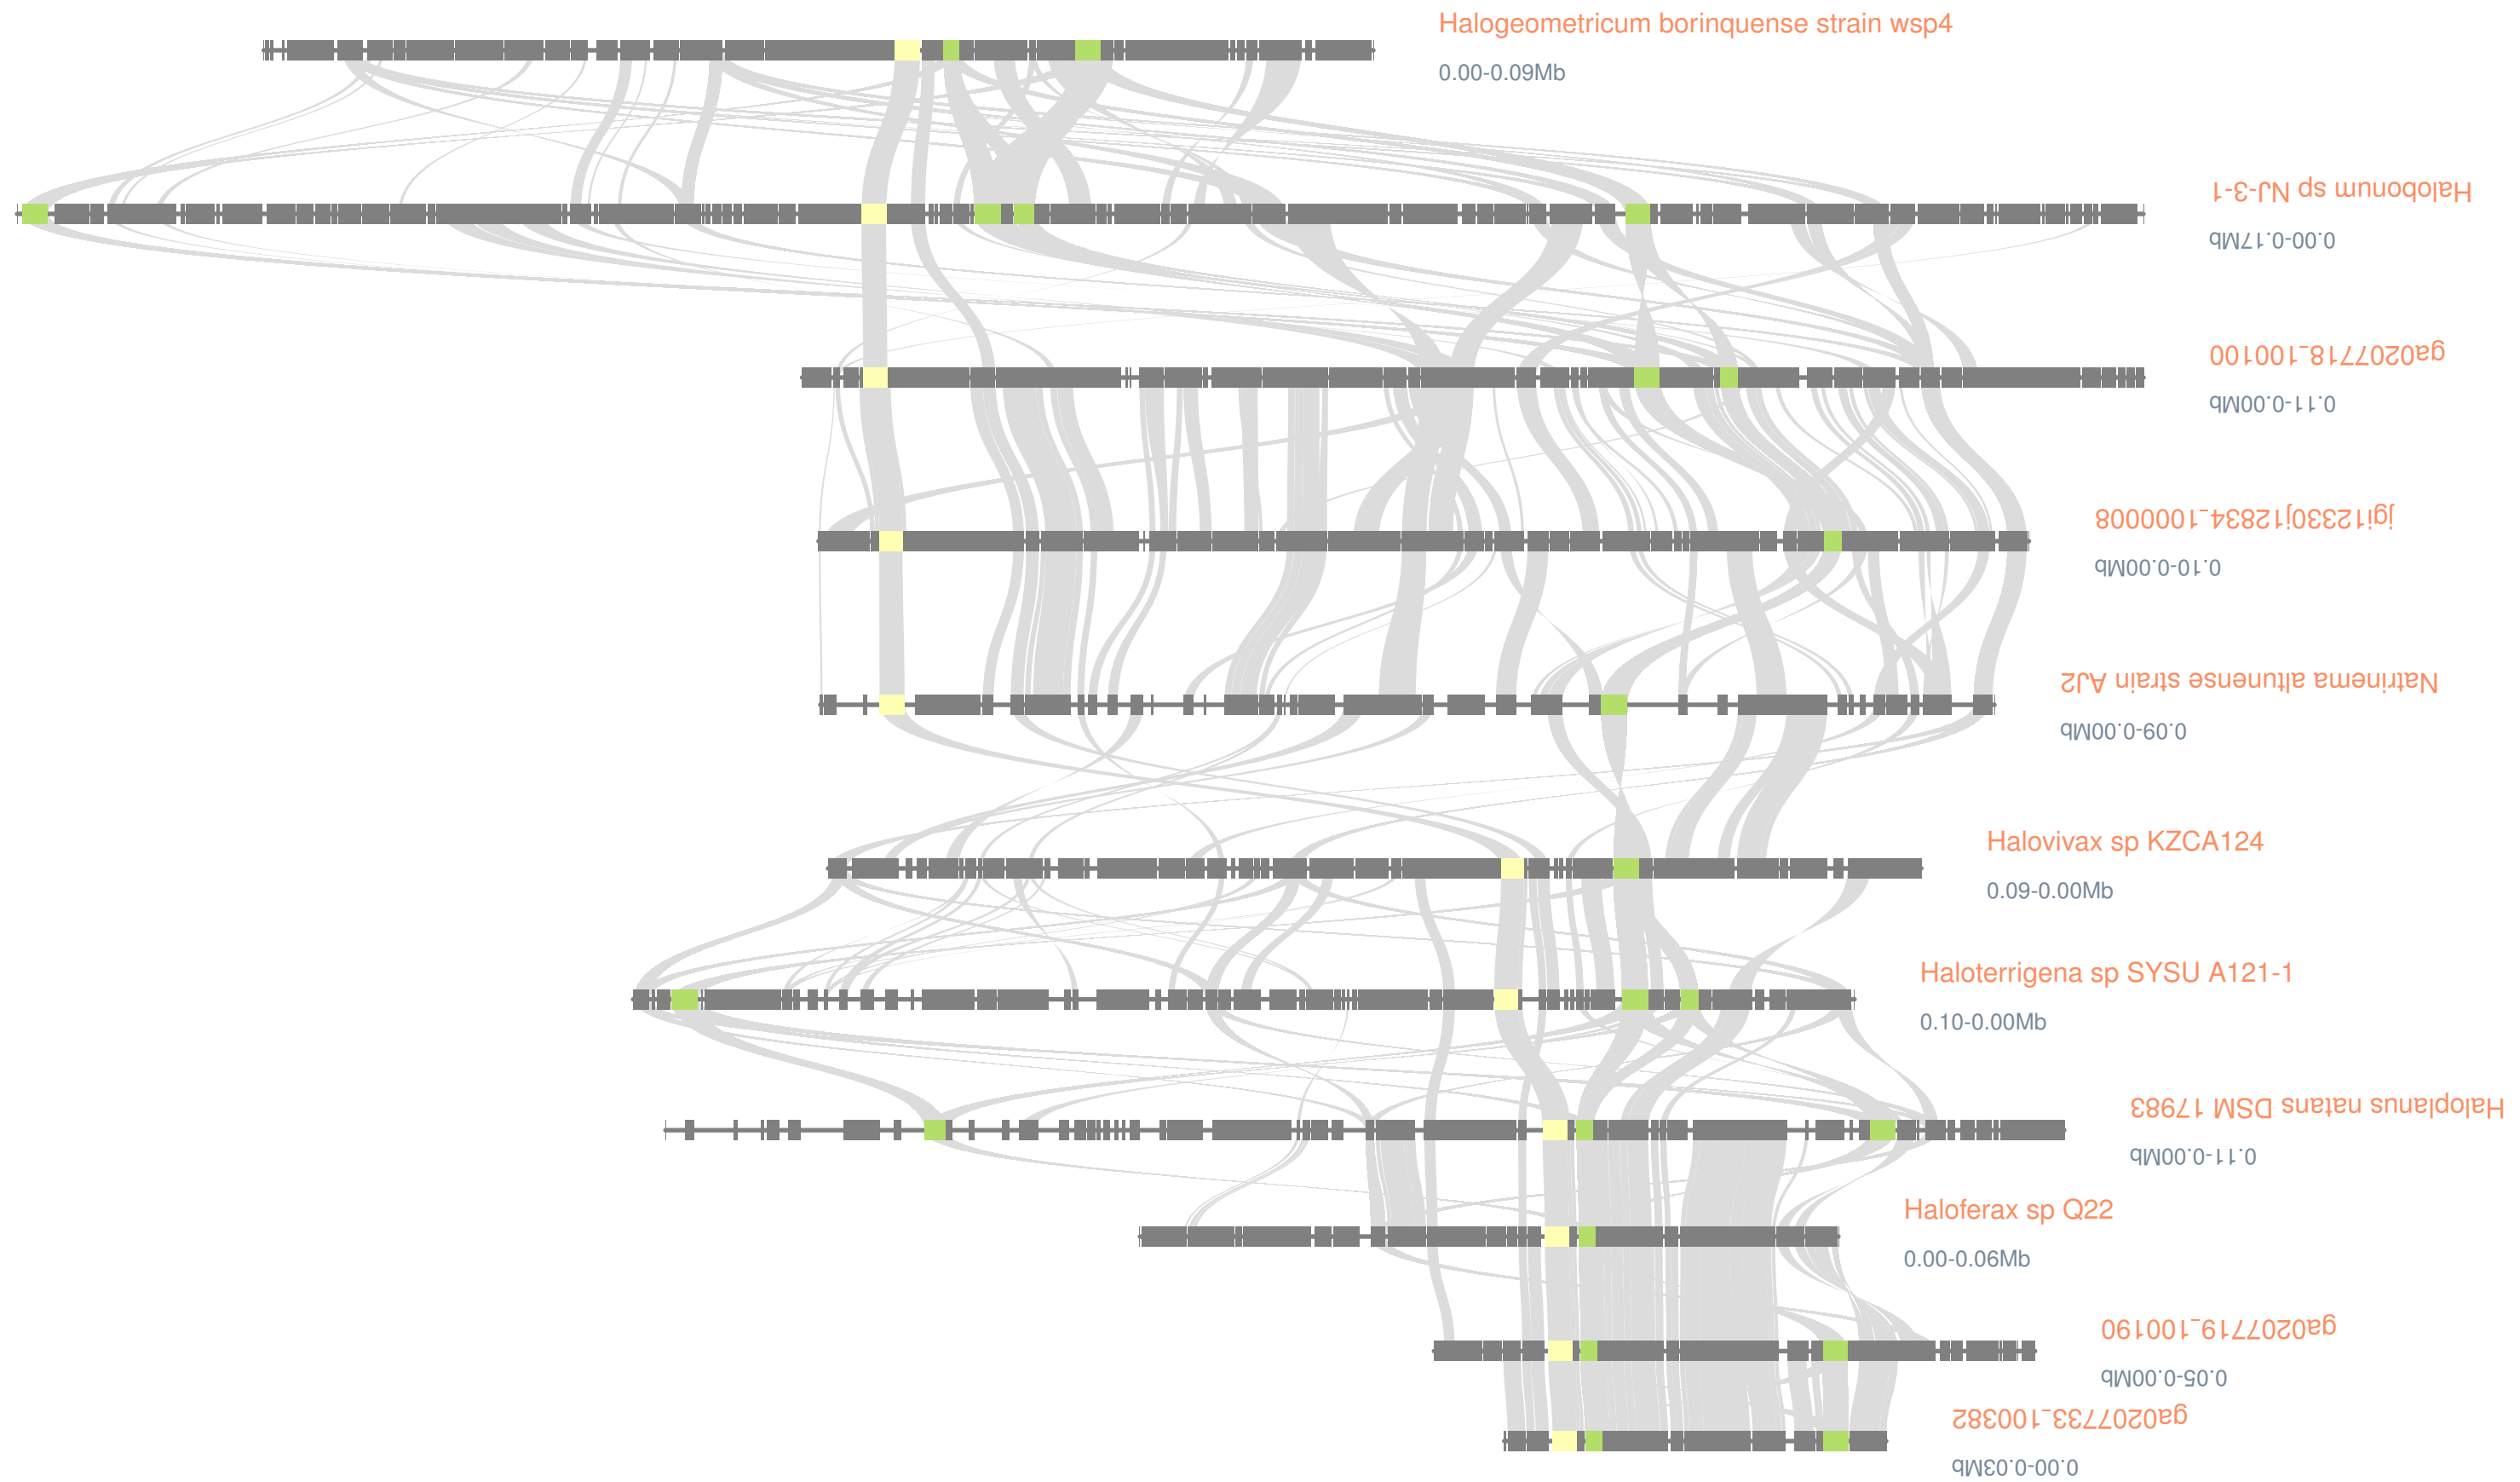 Halogeometricum borinquense strain wsp4
0.00-0.09Mb
Halobonum sp NJ-3-1
0.00-0.17Mb
ga0207718_100100
0.11-0.00Mb
jgi12330j12834_1000008
0.10-0.00Mb
Natrinema altunense strain AJ2
0.09-0.00Mb
Halovivax sp KZCA124
0.09-0.00Mb
Haloterrigena sp SYSU A121-1
0.10-0.00Mb
Haloplanus natans DSM 17983
0.11-0.00Mb
Haloferax sp Q22
0.00-0.06Mb
ga0207719_100190
0.05-0.00Mb
ga0207733_100382
0.00-0.03Mb